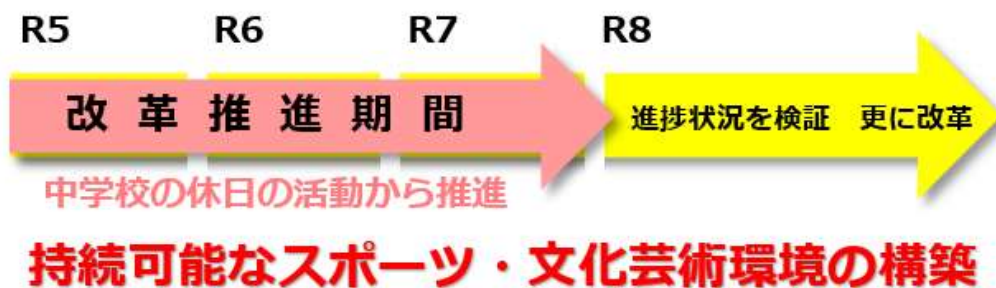 R5 R6 R7 R8
改革推進期間
進捗状況を検証　更に改革
中学校の休日の活動から推進
持続可能なスポーツ・文化芸術環境の構築